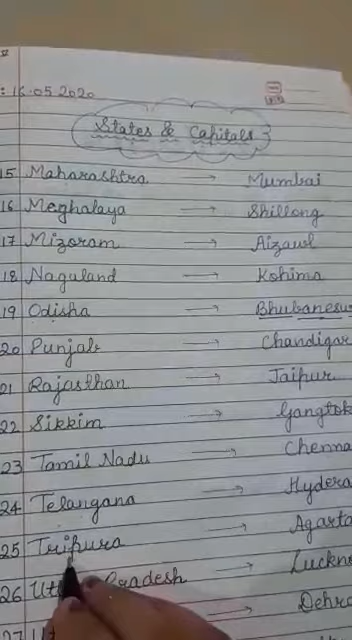 : 16.05.2020
States & Capitals
15 Maharashtra → Mumbai
16 Meghalaya → Shillong
17 Mizoram → Aizawl
18 Nagaland → Kohima
19 Odisha → Bhubanesw
20 Punjab → Chandigar
21 Rajasthan → Jaipur
22 Sikkim → Gangtok
23 Tamil Nadu → Chenna
24 Telangana → Hydera
25 Tripura → Agarta
26 Utt Pradesh → Luckn
27 → Dehra